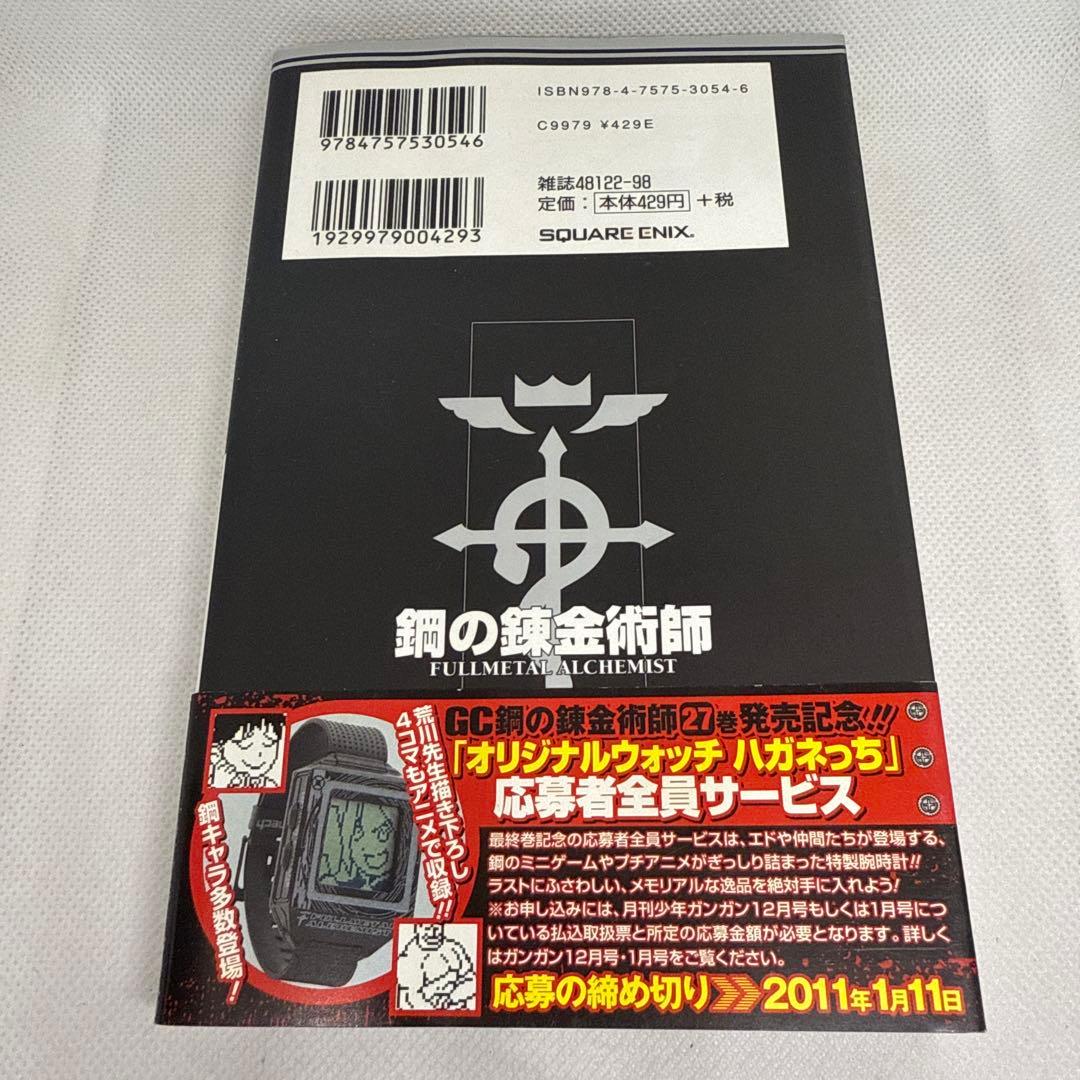 9784757530546
ISBN978-4-7575-3054-6
C9979 ¥429E
1929979004293
雑誌48122-98
定価：本体429円+税
SQUARE ENIX®
鋼の錬金術師
FULLMETAL ALCHEMIST
GC鋼の錬金術師27巻発売記念!!
「オリジナルウォッチ ハガネっち」
応募者全員サービス
荒川先生描き下ろし
4コマもアニメで収録!!
鋼キャラ多数登場!
FULLMETAL
ALCHEMIST
最終巻記念の応募者全員サービスは、エドや仲間たちが登場する、
鋼のミニゲームやプチアニメがぎっしり詰まった特製腕時計!!
ラストにふさわしい、メモリアルな逸品を絶対手に入れよう!
※お申し込みには、月刊少年ガンガン12月号もしくは1月号につ
いている払込取扱票と所定の応募金額が必要となります。詳しく
はガンガン12月号・1月号をご覧ください。
応募の締め切り 2011年1月11日